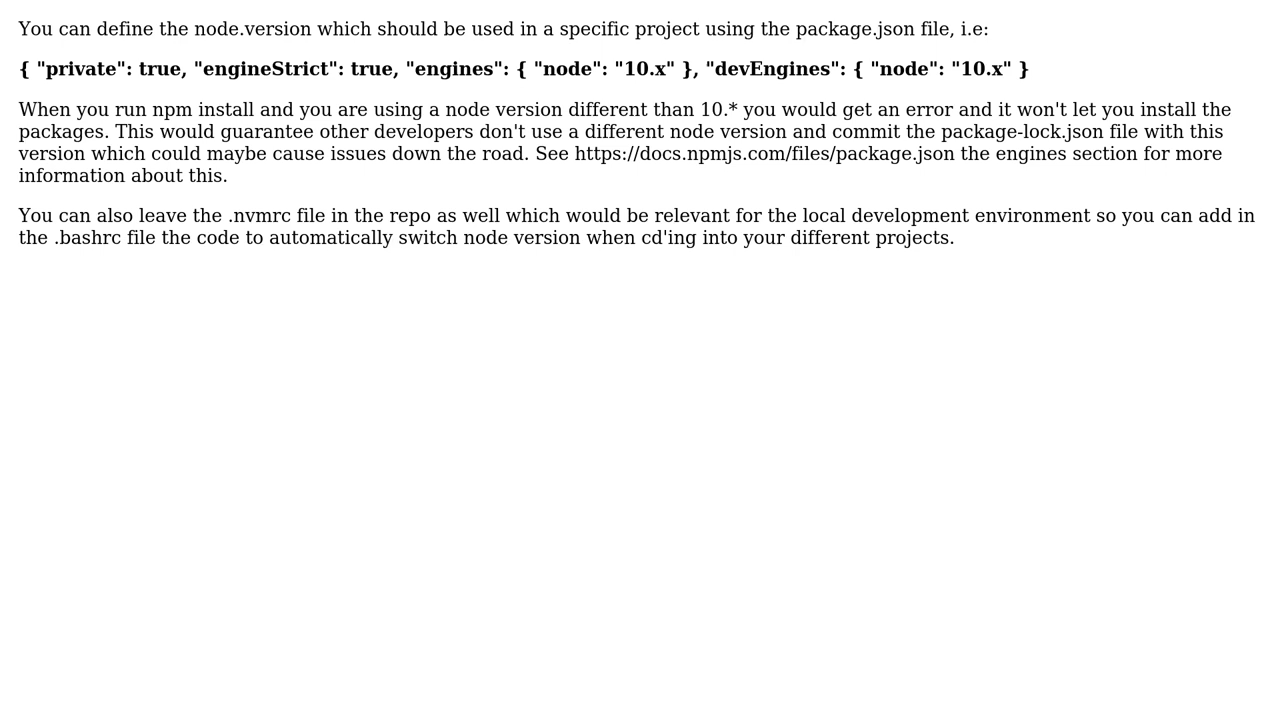 You can define the node.version which should be used in a specific project using the package.json file, i.e:
{ "private": true, "engineStrict": true, "engines": { "node": "10.x" }, "devEngines": { "node": "10.x" }
When you run npm install and you are using a node version different than 10.* you would get an error and it won't let you install the
packages. This would guarantee other developers don't use a different node version and commit the package-lock.json file with this
version which could maybe cause issues down the road. See https://docs.npmjs.com/files/package.json the engines section for more
information about this.
You can also leave the .nvmrc file in the repo as well which would be relevant for the local development environment so you can add in
the .bashrc file the code to automatically switch node version when cd'ing into your different projects.